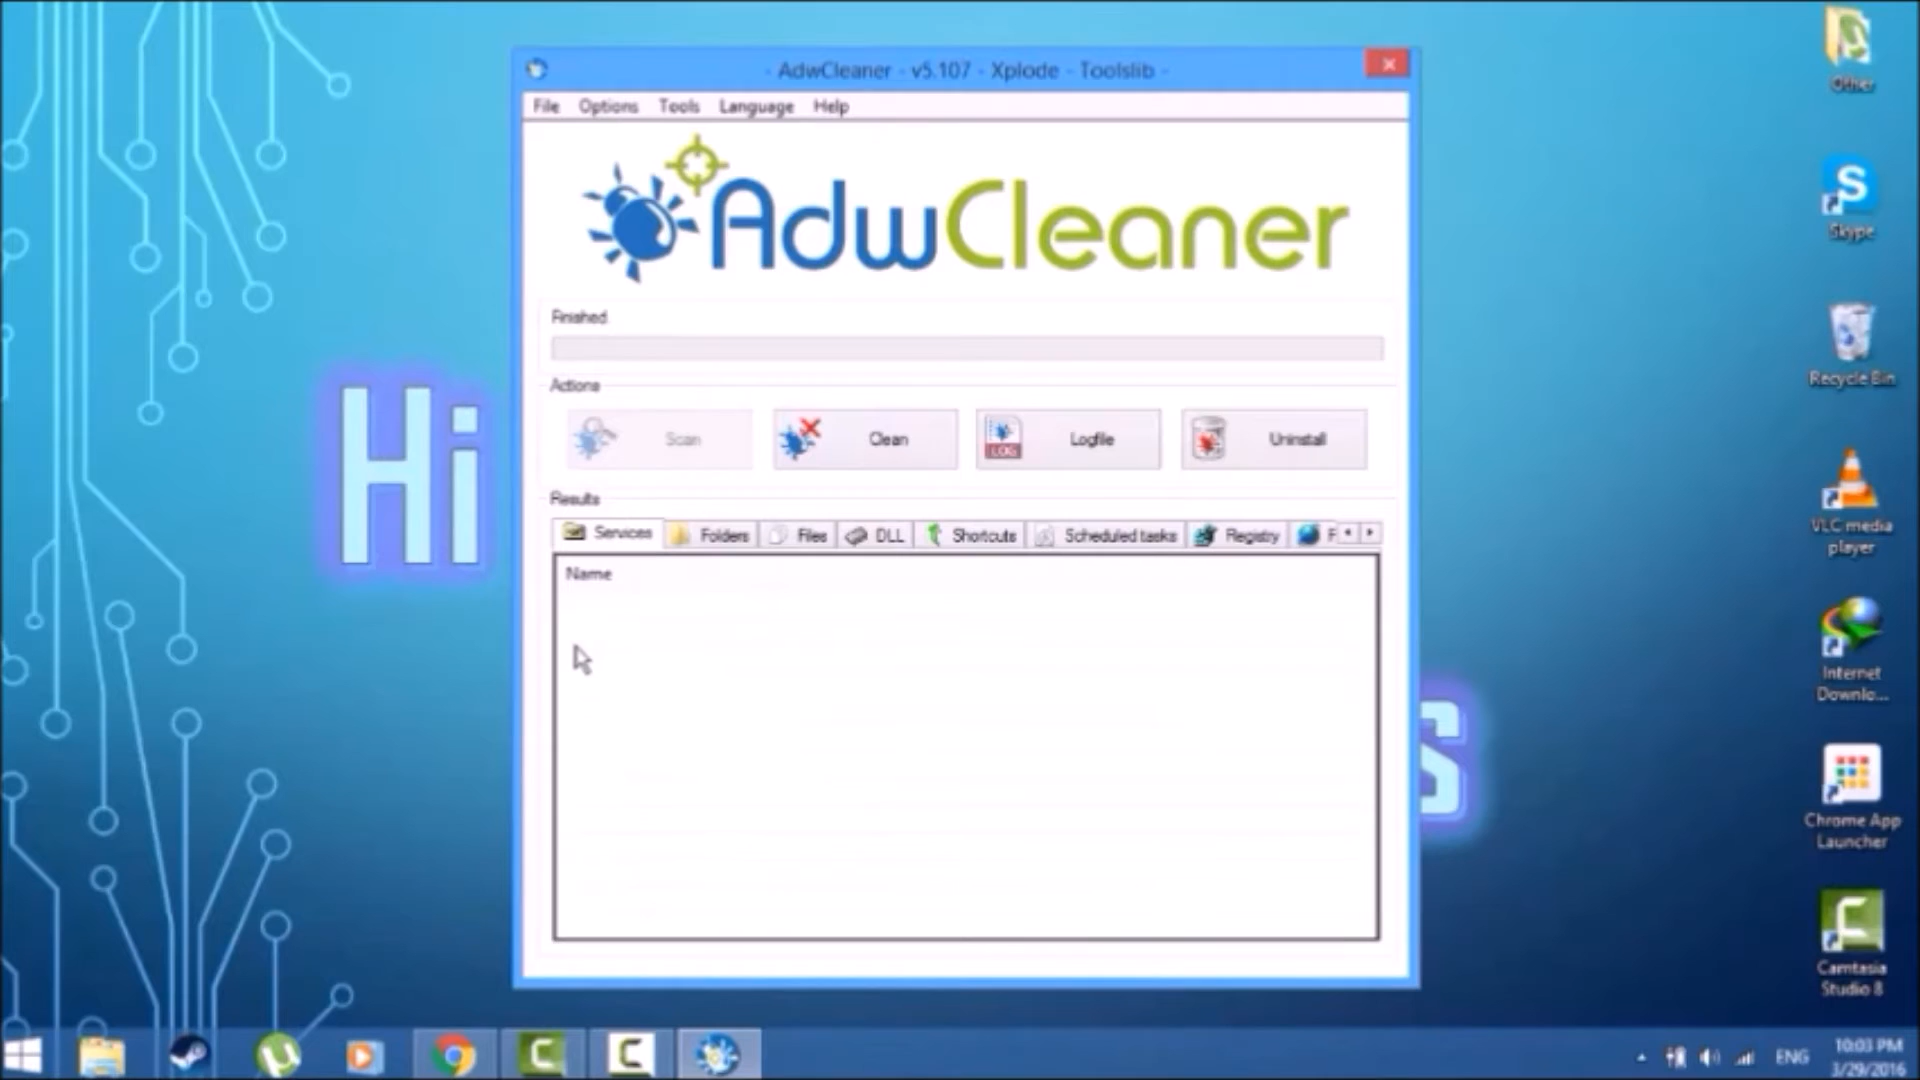 - AdwCleaner - v5.107 - Xplode - Toolslib -
File Options Tools Language Help
AdwCleaner
Finished
Actions
Scan Clean Logfile Uninstall
LOG
Results
Services Folders Files DLL Shortcuts Scheduled tasks Registry F
Name
Hi
s
Other
Skype
Recycle Bin
VLC media
player
Internet
Downlo...
Chrome App
Launcher
Camtasia
Studio 8
ENG
10:03 PM
3/29/2016